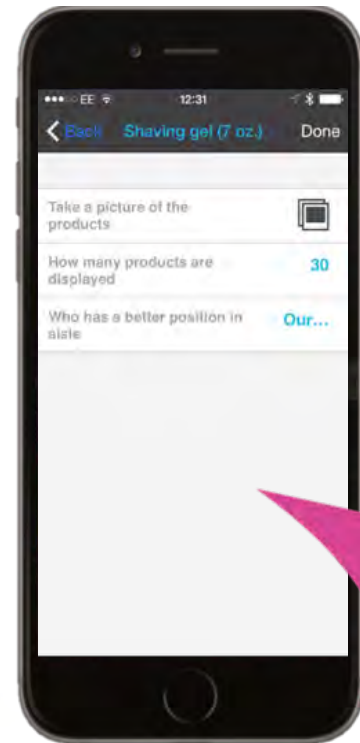 EE 12:31
Back Shaving gel (7 oz.) Done
Take a picture of the
products
How many products are
displayed
30
Who has a better position in
aisle
Our...